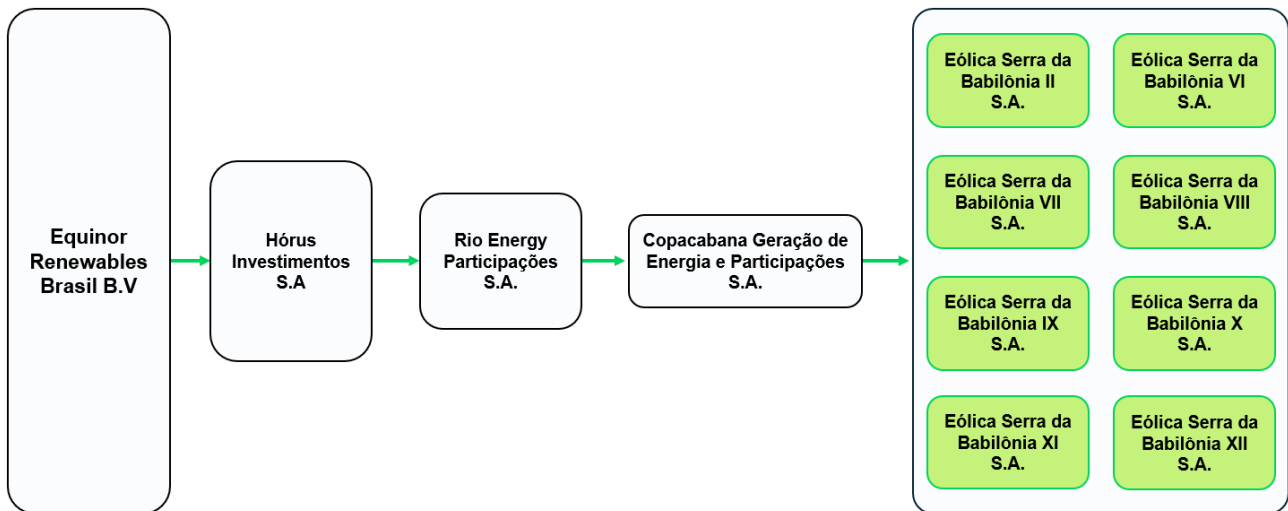 Equinor
Renewables
Brasil B.V
Hórus
Investimentos
S.A
Rio Energy
Participações
S.A.
Copacabana Geração de
Energia e Participações
S.A.
Eólica Serra da
Babilônia II
S.A.
Eólica Serra da
Babilônia VI
S.A.
Eólica Serra da
Babilônia VII
S.A.
Eólica Serra da
Babilônia VIII
S.A.
Eólica Serra da
Babilônia IX
S.A.
Eólica Serra da
Babilônia X
S.A.
Eólica Serra da
Babilônia XI
S.A.
Eólica Serra da
Babilônia XII
S.A.